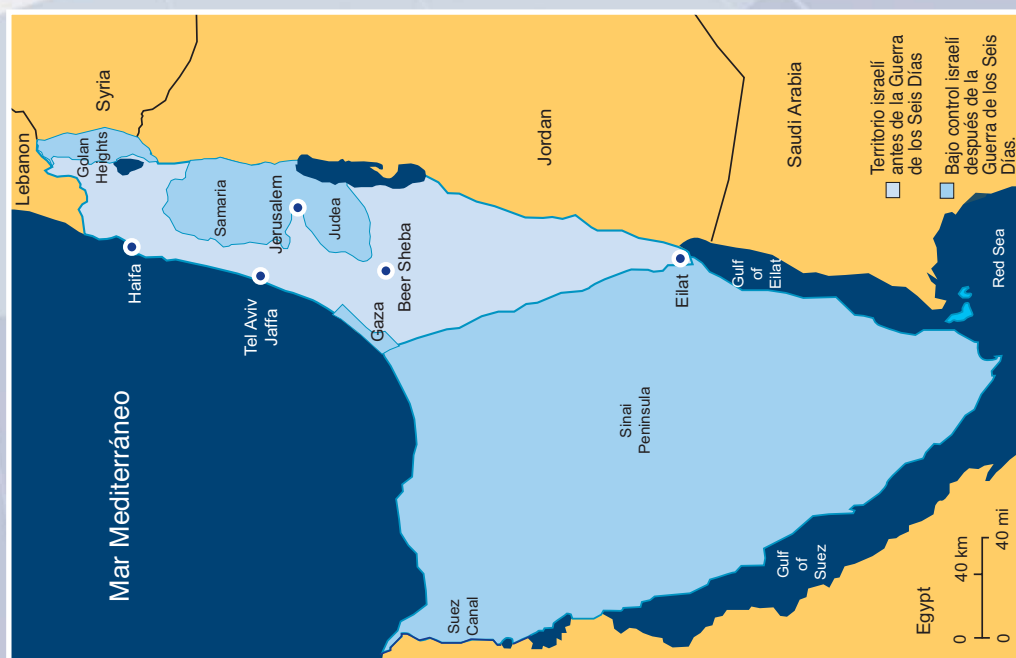 Mar Mediterráneo
Lebanon
Syria
Golan
Heights
Haifa
Samaria
Tel Aviv
Jaffa
Jerusalem
Judea
Gaza
Beer Sheba
Jordan
Eilat
Gulf
of
Eilat
Saudi Arabia
Sinai
Peninsula
Suez
Canal
Gulf
of
Suez
Egypt
Red Sea
0 40 km
0 40 mi
Territorio israelí
antes de la Guerra
de los Seis Días
Bajo control israelí
después de la
Guerra de los Seis
Días.